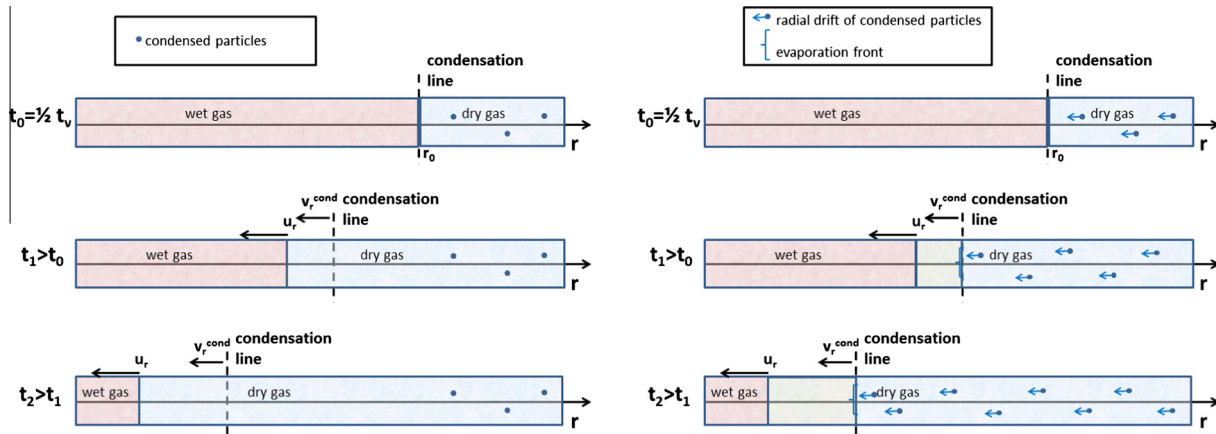 condensed particles
condensation
line
t₀=½ tᵥ
wet gas
dry gas
r₀
r
vᵣᶜᵒⁿᵈ condensation
uᵣ
line
t₁>t₀
wet gas
dry gas
r
vᵣᶜᵒⁿᵈ condensation
uᵣ
line
t₂>t₁
wet gas
dry gas
r
radial drift of condensed particles
evaporation front
condensation
line
t₀=½ tᵥ
wet gas
dry gas
r₀
r
vᵣᶜᵒⁿᵈ condensation
uᵣ
line
t₁>t₀
wet gas
dry gas
r
condensation
vᵣᶜᵒⁿᵈ
uᵣ
line
t₂>t₁
wet gas
dry gas
r